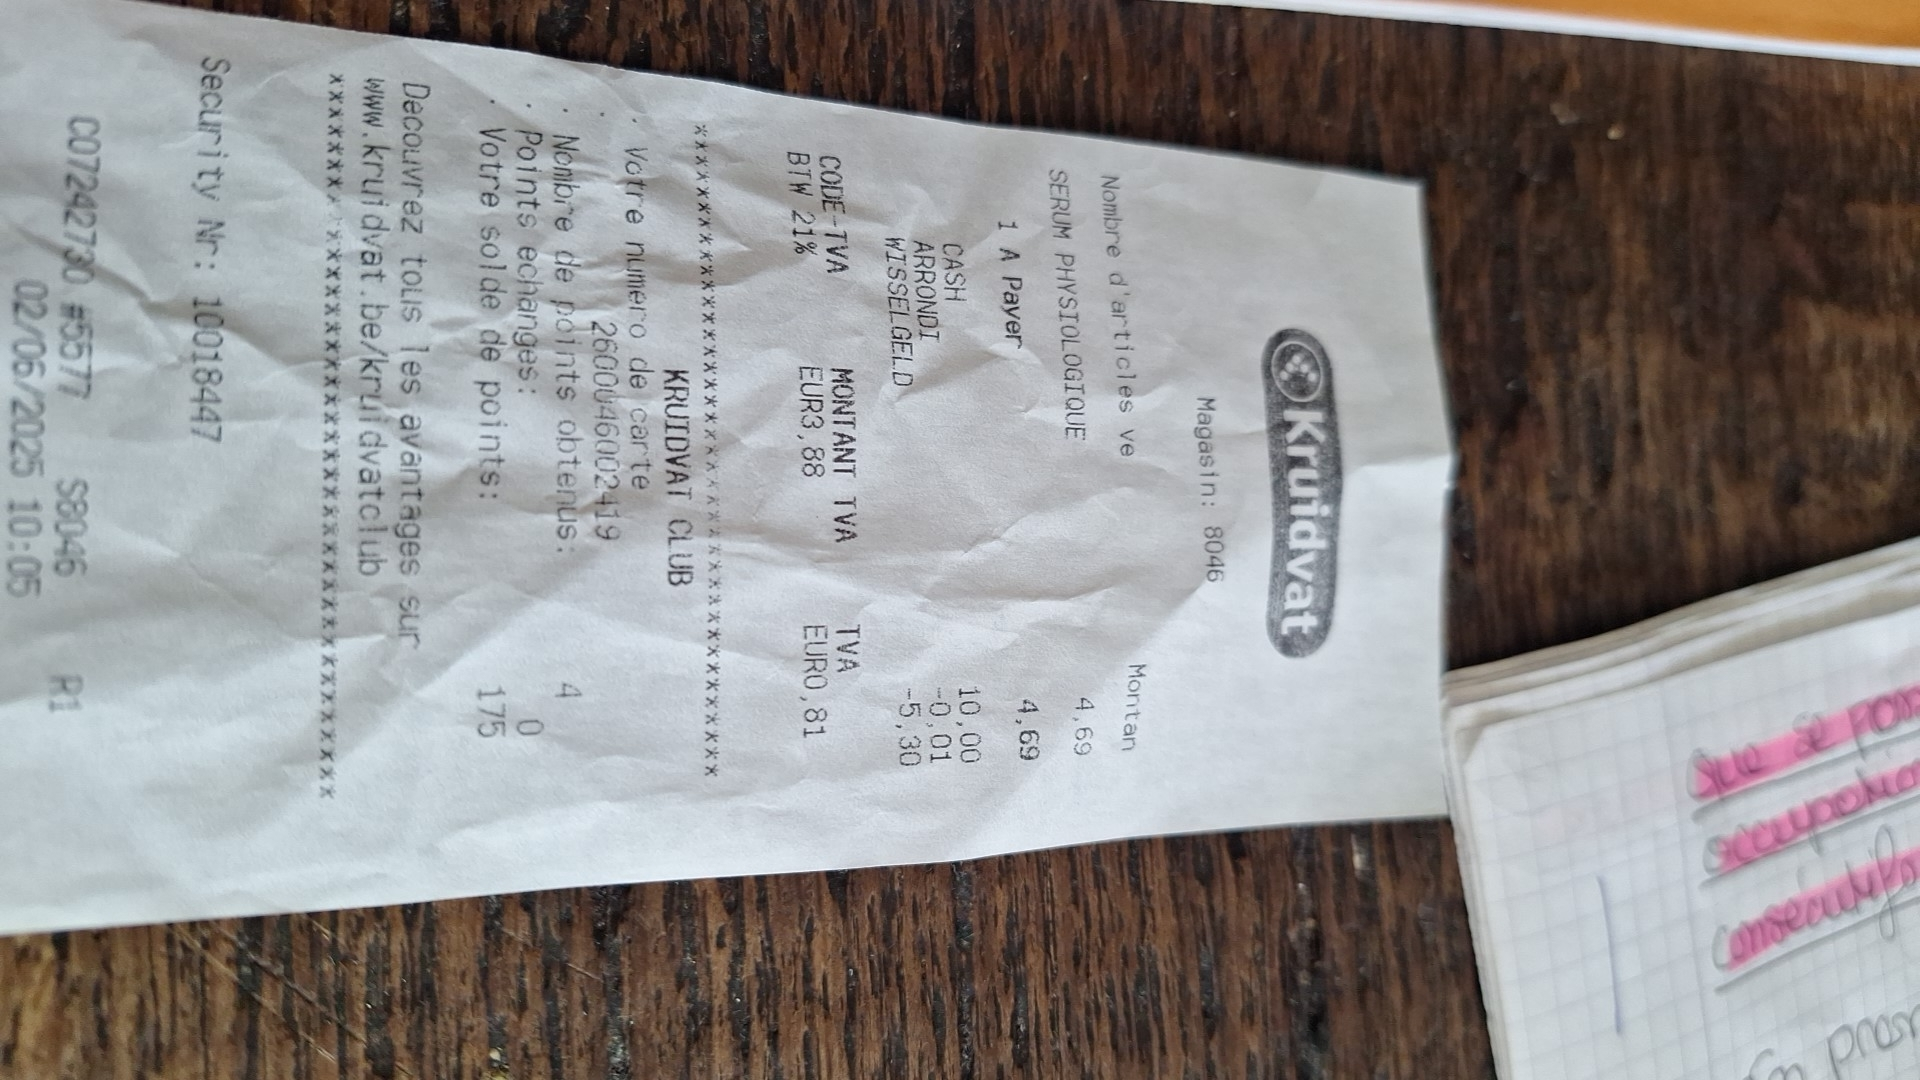 Kruidvat
Magasin: 8046
Nombre d'articles ve Montan
SERUM PHYSIOLOGIQUE 4,69
1 A Payer 4,69
CASH 10,00
ARRONDI -0,01
WISSELGELD -5,30
CODE-TVA MONTANT TVA TVA
BTW 21% EUR3,88 EUR0,81
****************************************
KRUIDVAT CLUB
· Votre numero de carte
· 2600046002419
· Nombre de points obtenus: 4
· Points echanges: 0
· Votre solde de points: 175
Decouvrez tous les avantages sur
www.kruidvat.be/kruidvatclub
****************************************
Security Nr: 10018447
C07242730 #5577 S8046 R1
02/06/2025 10:05
que se